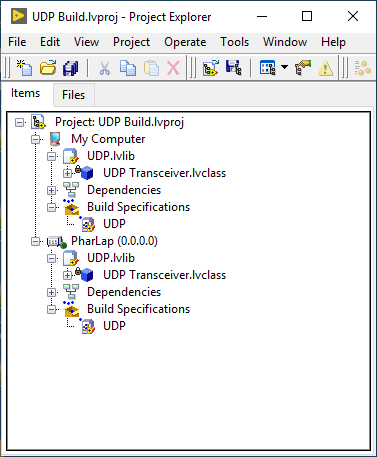 UDP Build.lvproj - Project Explorer
File Edit View Project Operate Tools Window Help
Items Files
Project: UDP Build.lvproj
My Computer
UDP.lvlib
UDP Transceiver.lvclass
Dependencies
Build Specifications
UDP
PharLap (0.0.0.0)
UDP.lvlib
UDP Transceiver.lvclass
Dependencies
Build Specifications
UDP